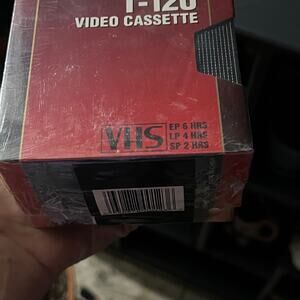 T-120
VIDEO CASSETTE
VHS
EP 6 HRS
LP 4 HRS
SP 2 HRS